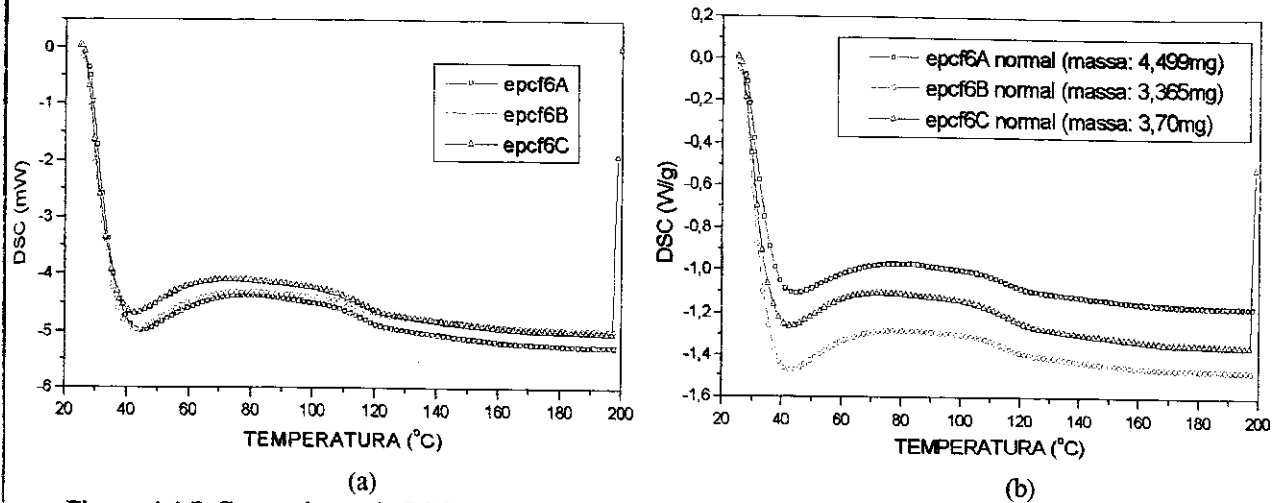 0
-1
-2
-3
-4
-5
-6
DSC (mW)
epcf6A
epcf6B
epcf6C
20 40 60 80 100 120 140 160 180 200
TEMPERATURA (°C)
(a)
0,2
0,0
-0,2
-0,4
-0,6
-0,8
-1,0
-1,2
-1,4
-1,6
DSC (W/g)
epcf6A normal (massa: 4,499mg)
epcf6B normal (massa: 3,365mg)
epcf6C normal (massa: 3,70mg)
20 40 60 80 100 120 140 160 180 200
TEMPERATURA (°C)
(b)